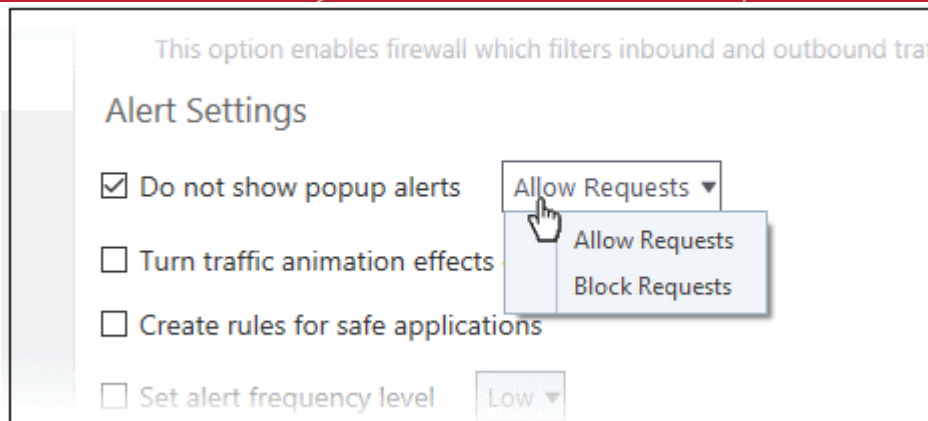 This option enables firewall which filters inbound and outbound
Alert Settings
Do not show popup alerts Allow Requests
Allow Requests
Turn traffic animation effects
Block Requests
Create rules for safe applications
Set alert frequency level Low